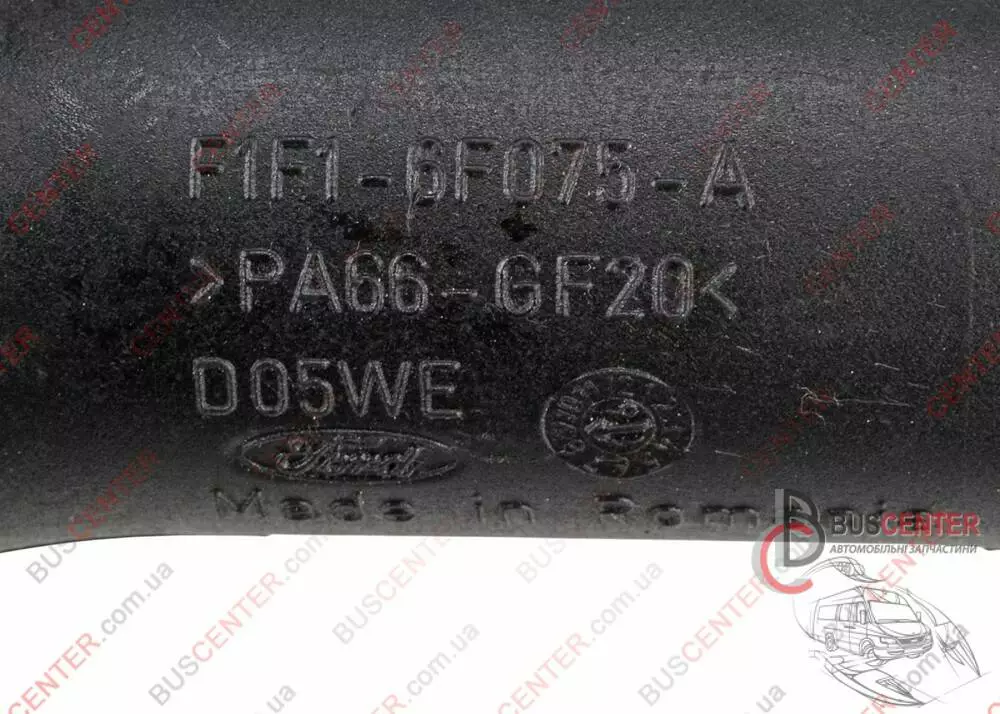 F1F1-6F075-A
>PA66-GF20<
D05WE
Ford
Made in Romania
BUSCENTER
АВТОМОБІЛЬНІ ЗАПЧАСТИНИ
BUSCENTER.com.ua